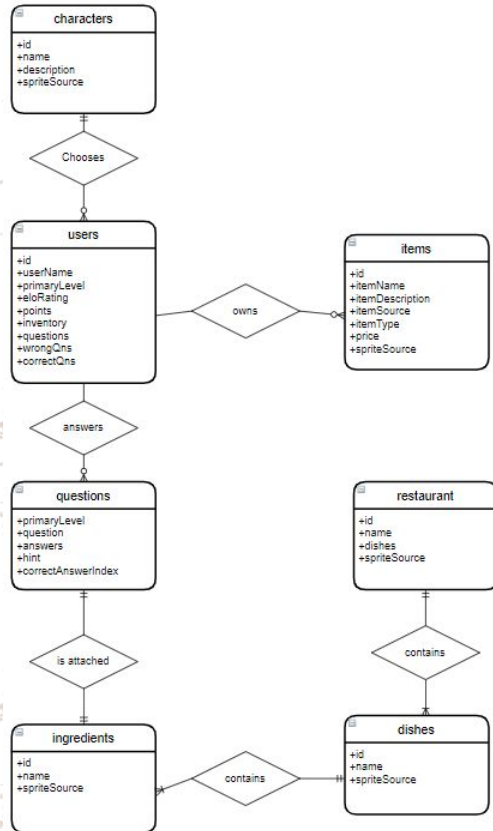 characters
+id
+name
+description
+spriteSource
Chooses
users
+id
+userName
+primaryLevel
+eloRating
+points
+inventory
+questions
+wrongQns
+correctQns
owns
items
+id
+itemName
+itemDescription
+itemSource
+itemType
+price
+spriteSource
answers
questions
+primaryLevel
+question
+answers
+hint
+correctAnswerIndex
restaurant
+id
+name
+dishes
+spriteSource
is attached
contains
ingredients
+id
+name
+spriteSource
contains
dishes
+id
+name
+spriteSource